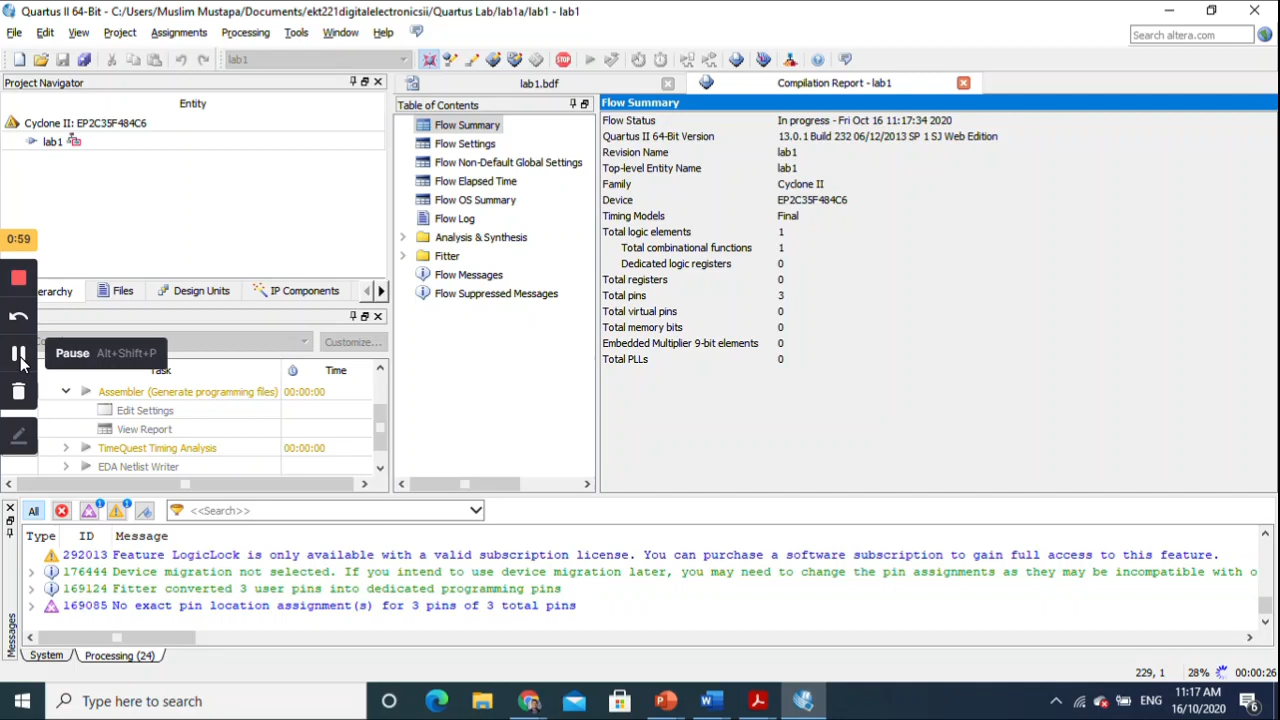 Quartus II 64-Bit - C:/Users/Muslim Mustapa/Documents/ekt221digitalelectronicsii/Quartus Lab/lab1a/lab1 - lab1
File Edit View Project Assignments Processing Tools Window Help
Search altera.com
lab1
Project Navigator
Entity
Cyclone II: EP2C35F484C6
lab1
0:59
Files Design Units IP Components
Customize...
Pause Alt+Shift+P
Task Time
Assembler (Generate programming files) 00:00:00
Edit Settings
View Report
TimeQuest Timing Analysis 00:00:00
EDA Netlist Writer
lab1.bdf
Compilation Report - lab1
Table of Contents
Flow Summary
Flow Settings
Flow Non-Default Global Settings
Flow Elapsed Time
Flow OS Summary
Flow Log
Analysis & Synthesis
Fitter
Flow Messages
Flow Suppressed Messages
Flow Summary
Flow Status In progress - Fri Oct 16 11:17:34 2020
Quartus II 64-Bit Version 13.0.1 Build 232 06/12/2013 SP 1 SJ Web Edition
Revision Name lab1
Top-level Entity Name lab1
Family Cyclone II
Device EP2C35F484C6
Timing Models Final
Total logic elements 1
Total combinational functions 1
Dedicated logic registers 0
Total registers 0
Total pins 3
Total virtual pins 0
Total memory bits 0
Embedded Multiplier 9-bit elements 0
Total PLLs 0
All 1 1 <<Search>>
Type ID Message
292013 Feature LogicLock is only available with a valid subscription license. You can purchase a software subscription to gain full access to this feature.
176444 Device migration not selected. If you intend to use device migration later, you may need to change the pin assignments as they may be incompatible with o
169124 Fitter converted 3 user pins into dedicated programming pins
169085 No exact pin location assignment(s) for 3 pins of 3 total pins
Messages
System Processing (24)
229, 1 28% 00:00:26
Type here to search
ENG
11:17 AM
16/10/2020
6